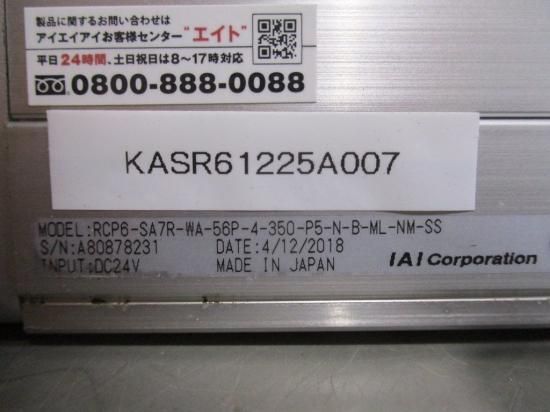 製品に関するお問い合わせは
アイエイアイお客様センター"エイト"
平日24時間、土日祝日は8〜17時対応
0800-888-0088
KASR61225A007
MODEL:RCP6-SA7R-WA-56P-4-350-P5-N-B-ML-NM-SS
S/N:A80878231 DATE:4/12/2018
INPUT:DC24V MADE IN JAPAN
IAI Corporation